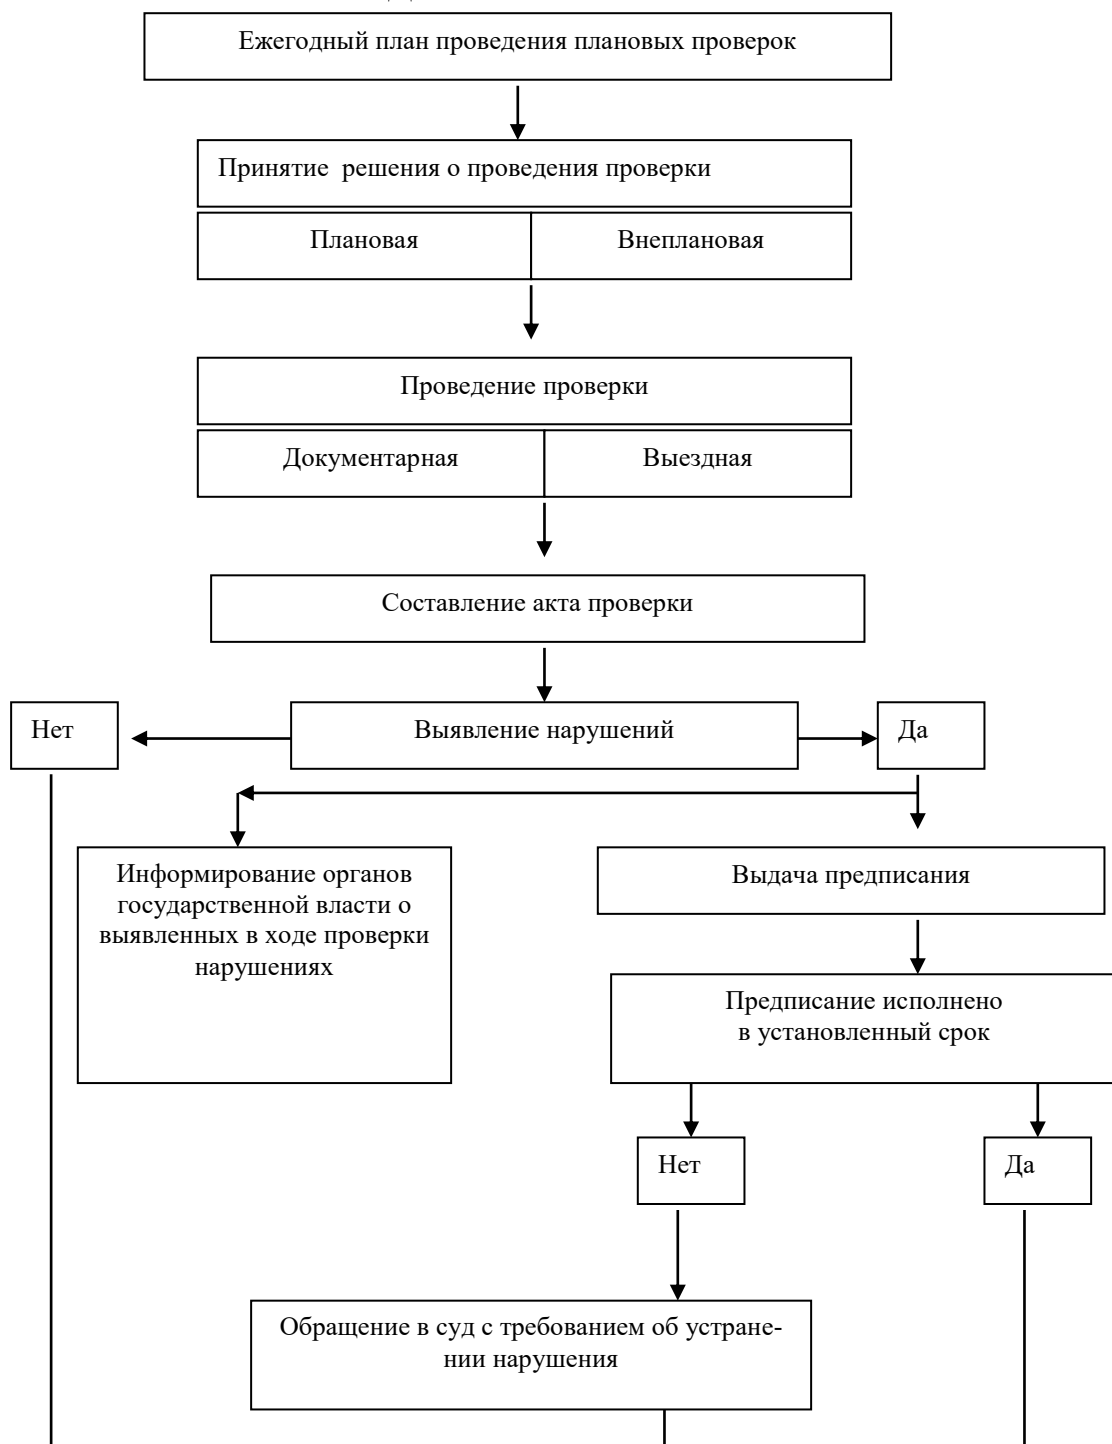 Ежегодный план проведения плановых проверок
Принятие  решения о проведения проверки
Плановая
Внеплановая
Проведение проверки
Документарная
Выездная
Составление акта проверки
Нет
Выявление нарушений
Да
Информирование органов
государственной власти о
выявленных в ходе проверки
нарушениях
Выдача предписания
Предписание исполнено
в установленный срок
Нет
Да
Обращение в суд с требованием об устране-
нии нарушения